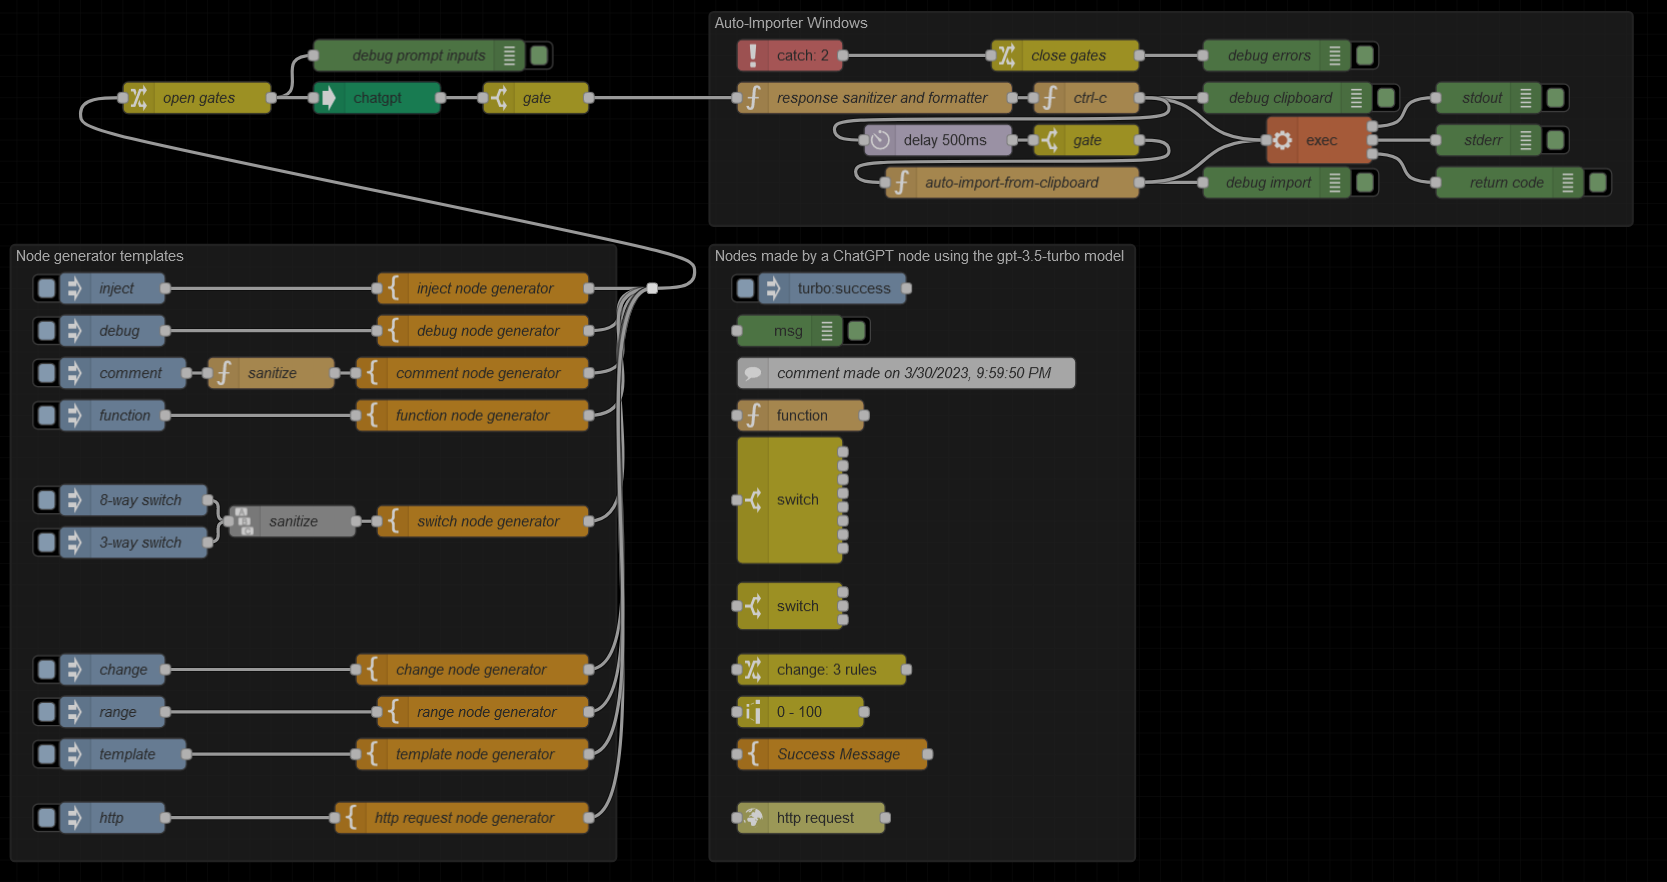 Auto-Importer Windows
debug prompt inputs
catch: 2
close gates
debug errors
open gates
chatgpt
gate
response sanitizer and formatter
ctrl-c
debug clipboard
stdout
delay 500ms
gate
exec
stderr
auto-import-from-clipboard
debug import
return code
Node generator templates
inject
inject node generator
debug
debug node generator
comment
sanitize
comment node generator
function
function node generator
8-way switch
3-way switch
A
B
C
sanitize
switch node generator
change
change node generator
range
range node generator
template
template node generator
http
http request node generator
Nodes made by a ChatGPT node using the gpt-3.5-turbo model
turbo:success
msg
comment made on 3/30/2023, 9:59:50 PM
function
switch
switch
change: 3 rules
0 - 100
Success Message
http request